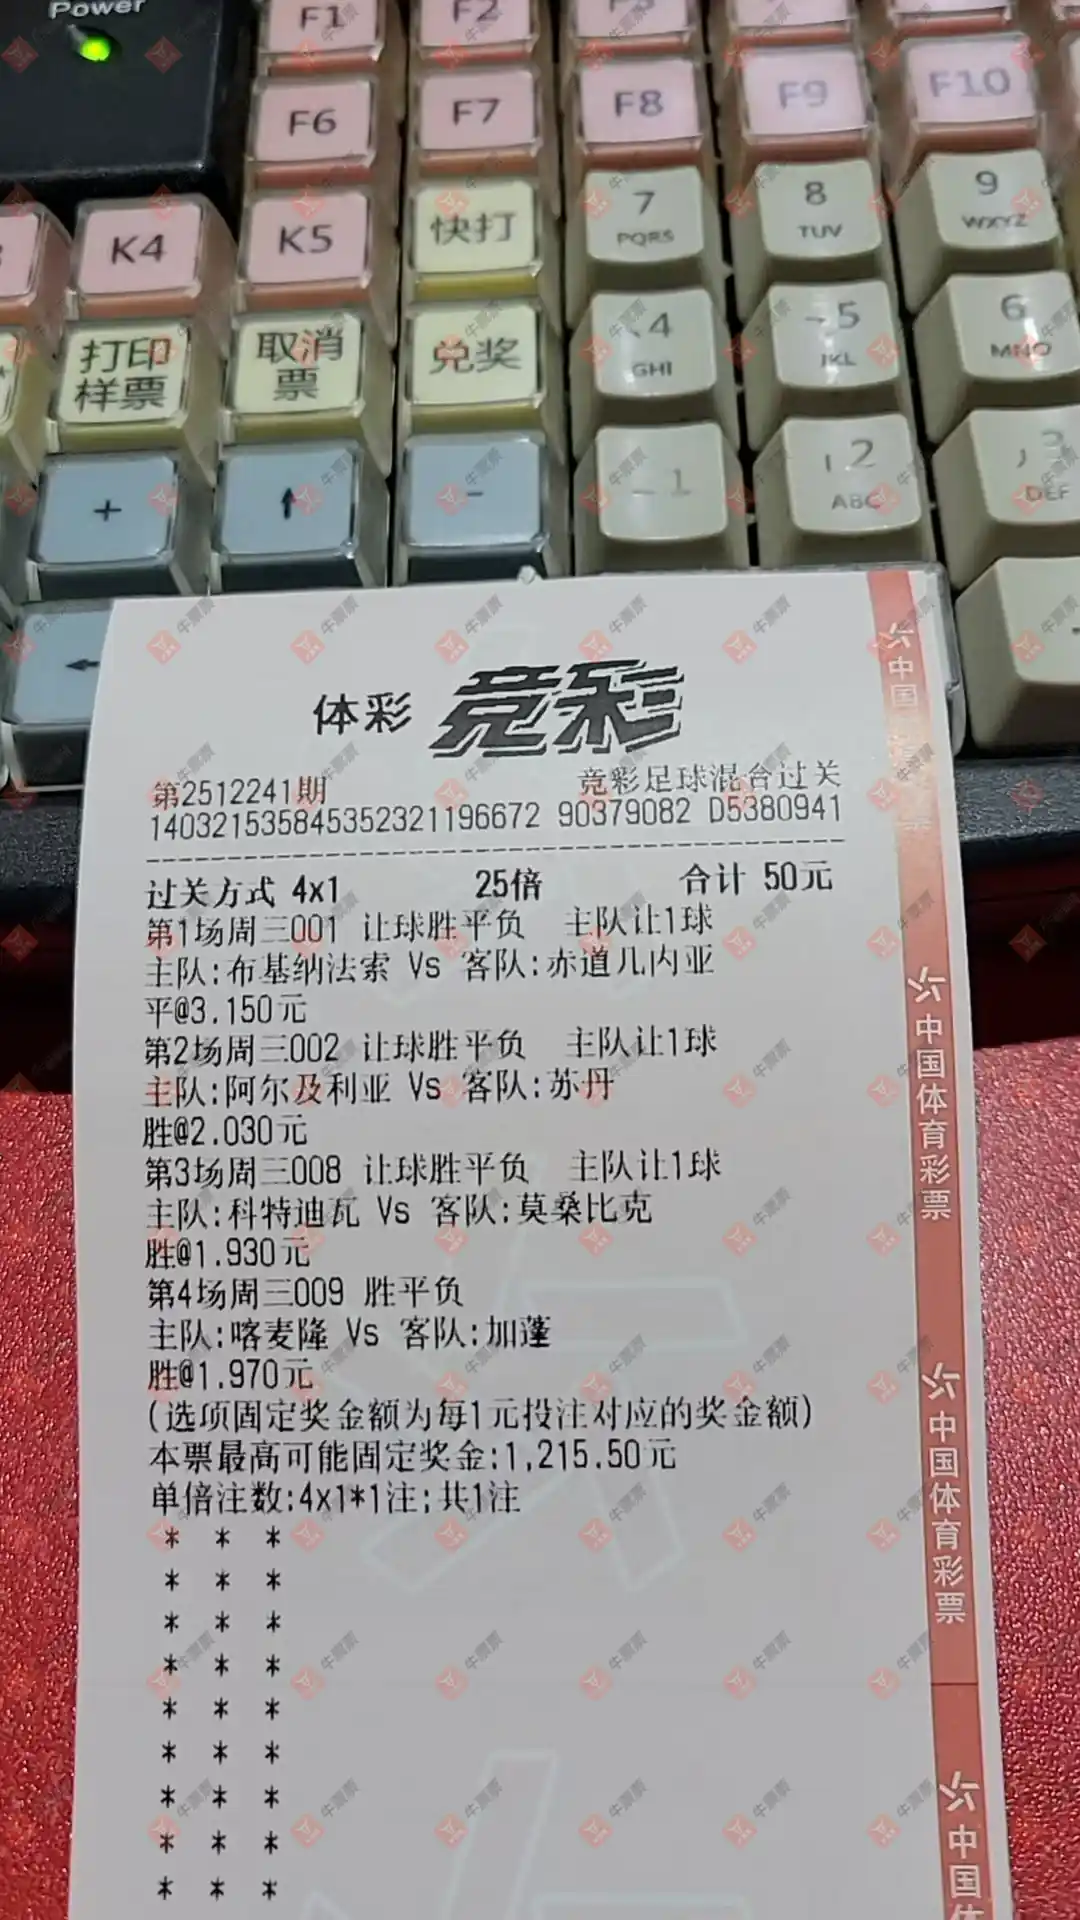 Power
F1 F2
F6 F7 F8 F9 F10
K4 K5 快打 7 PQRS 8 TUV 9 WXYZ
打印样票 取消票 兑奖 4 GHI 5 JKL 6 MNO
+ ↑ - 1 2 ABC 3 DEF
←
体彩 竞彩
第2512241期 竞彩足球混合过关
140321535845352321196672 90379082 D5380941
过关方式 4x1 25倍 合计 50元
第1场周三001 让球胜平负 主队让1球
主队:布基纳法索 Vs 客队:赤道几内亚
平@3.150元
第2场周三002 让球胜平负 主队让1球
主队:阿尔及利亚 Vs 客队:苏丹
胜@2.030元
第3场周三008 让球胜平负 主队让1球
主队:科特迪瓦 Vs 客队:莫桑比克
胜@1.930元
第4场周三009 胜平负
主队:喀麦隆 Vs 客队:加蓬
胜@1.970元
(选项固定奖金额为每1元投注对应的奖金额)
本票最高可能固定奖金:1,215.50元
单倍注数:4x1*1注;共1注
* * *
* * *
* * *
* * *
* * *
* * *
* * *
* * *
* * *
中国
中国体育彩票
中国体育彩票
中国体
牛票票